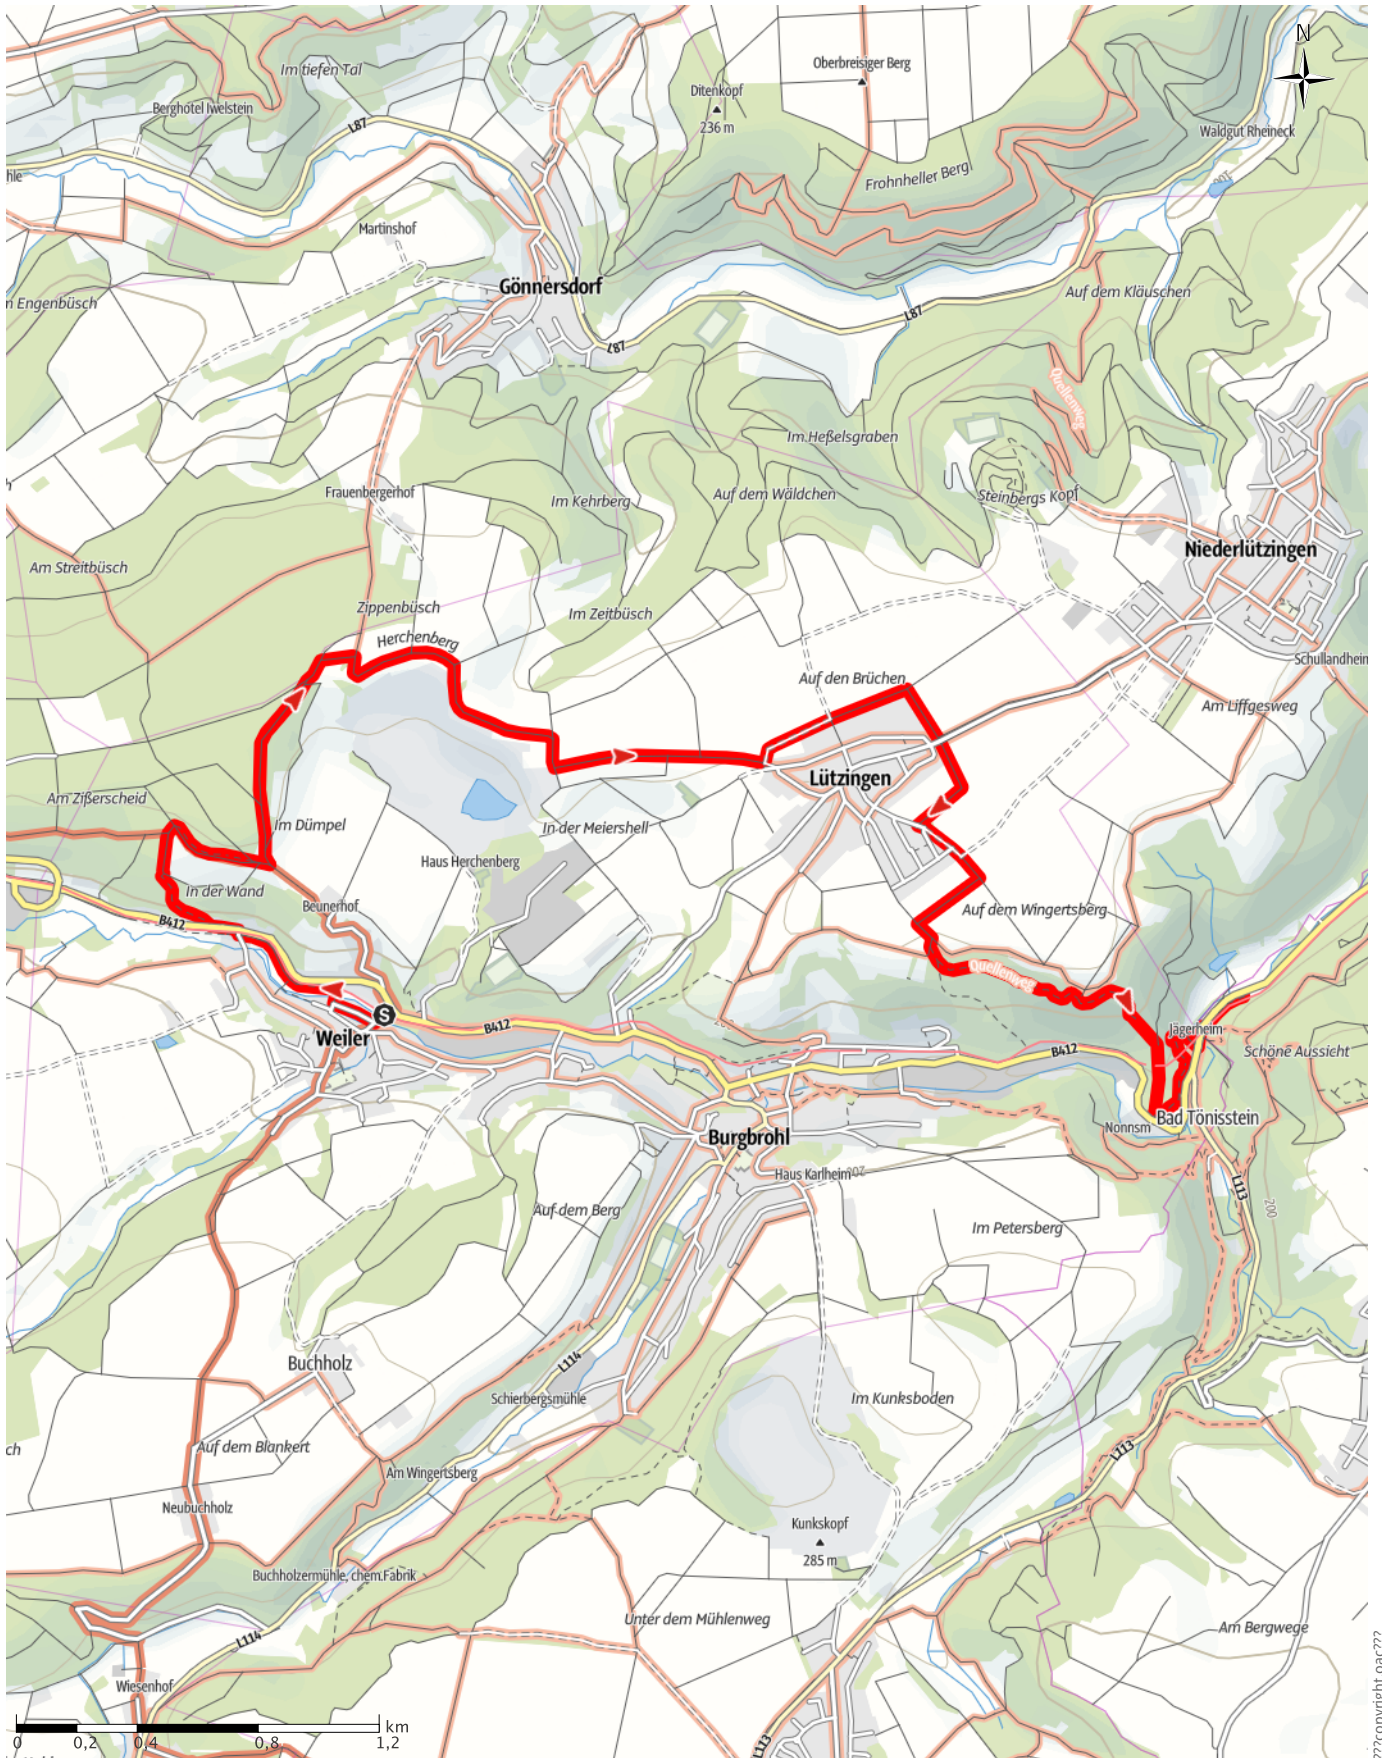 N
Oberbreisiger Berg
Im tiefen Tal
Ditenkopf
236 m
Berghotel Iwelstein
L87
Waldgut Rheineck
hle
Frohnheller Berg
Martinshof
Gönnersdorf
n Engenbüsch
Auf dem Kläuschen
L87
L87
Quellenweg
Im Heßelsgraben
Frauenbergerhof
Im Kehrberg
Auf dem Wäldchen
Steinbergs Kopf
Niederlützingen
Am Streitbüsch
Zippenbüsch
Im Zeitbüsch
Herchenberg
Schullandheim
Auf den Brüchen
Am Liffgesweg
Lützingen
Am Zißerscheid
Im Dümpel
In der Meiershell
Haus Herchenberg
In der Wand
Beunerhof
Auf dem Wingertsberg
B412
Quellenweg
S
Weiler
B412
Jägerheim
B412
Schöne Aussicht
Bad Tönisstein
Nonnsm
Burgbrohl
Haus Karlheim
L113
200
Auf dem Berg
Im Petersberg
Buchholz
L114
Schierbergsmühle
Im Kunksboden
ch
Auf dem Blankert
L113
Am Wingertsberg
Neubuchholz
Kunkskopf
285 m
Buchholzermühle, chem.Fabrik
Unter dem Mühlenweg
Am Bergwege
L114
Wiesenhof
L113
km
0
0,2
0,4
0,8
1,2